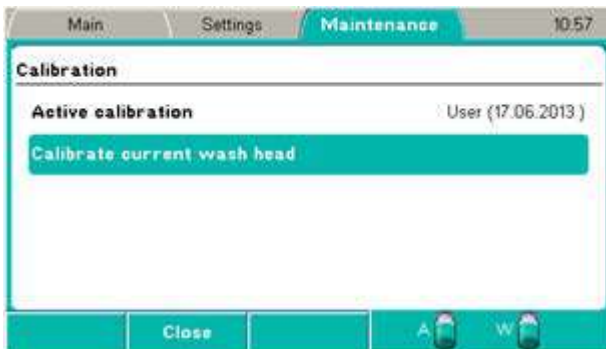 Main Settings Maintenance 10:57
Calibration
Active calibration User (17.06.2013 )
Calibrate current wash head
Close A W